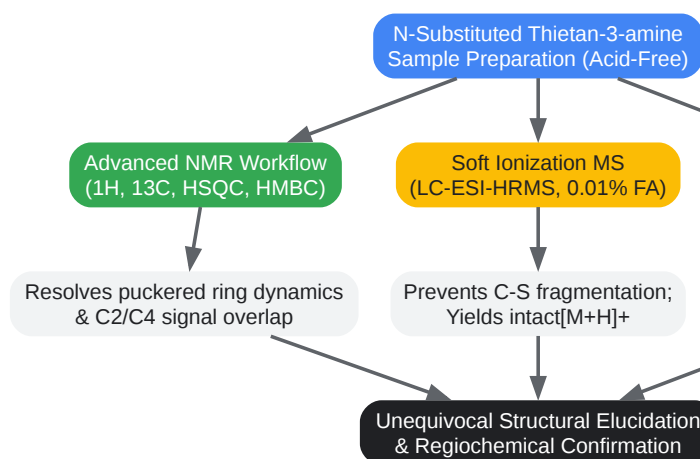 N-Substituted Thietan-3-amine
Sample Preparation (Acid-Free)
Advanced NMR Workflow
(1H, 13C, HSQC, HMBC)
Soft Ionization MS
(LC-ESI-HRMS, 0.01% FA)
Resolves puckered ring dynamics
& C2/C4 signal overlap
Prevents C-S fragmentation;
Yields intact[M+H]+
Unequivocal Structural Elucidation
& Regiochemical Confirmation